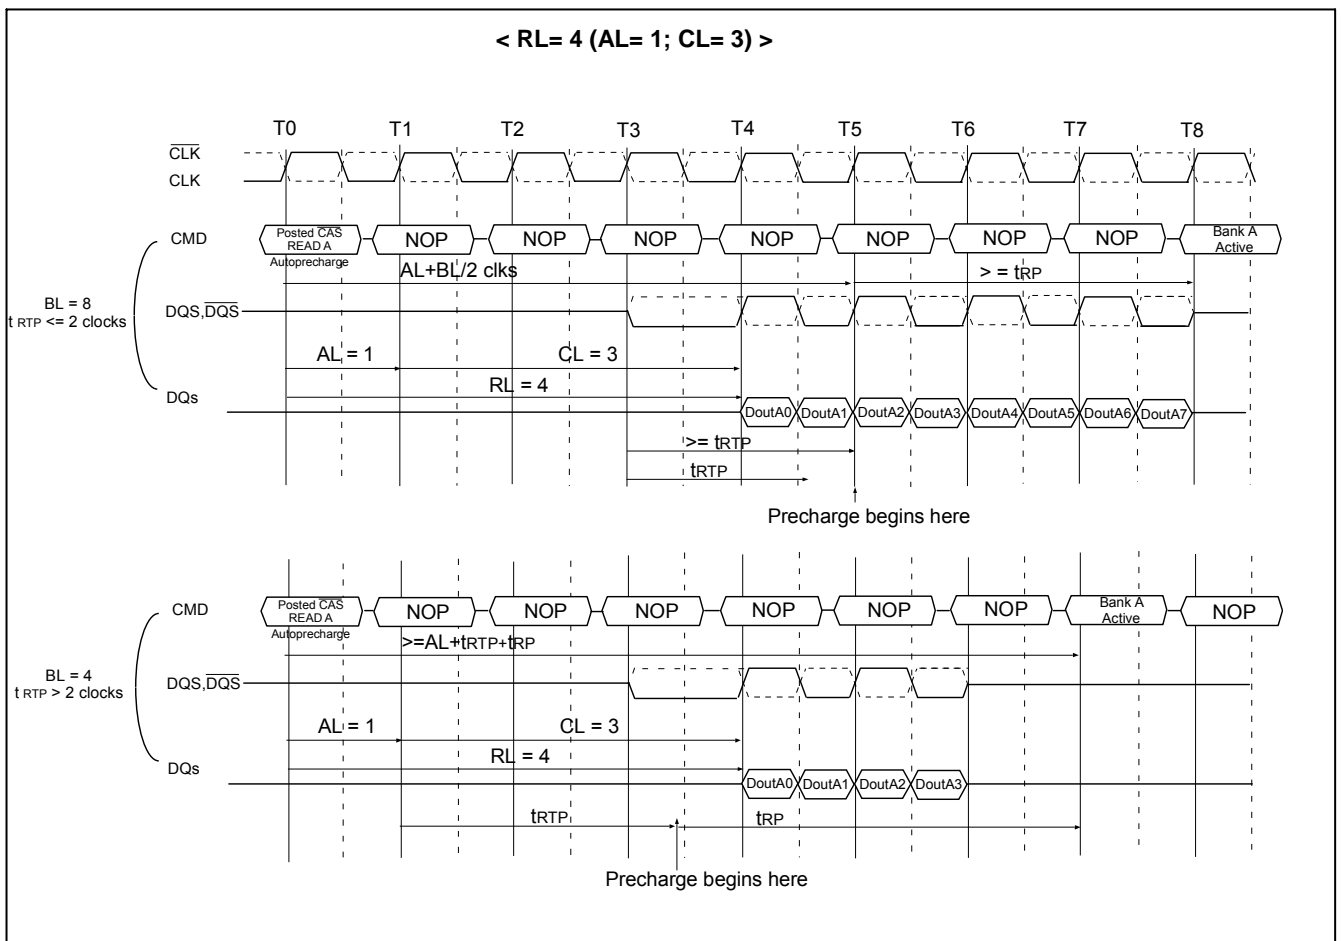 < RL= 4 (AL= 1; CL= 3) >
T0 T1 T2 T3 T4 T5 T6 T7 T8
CLK
CLK
CMD
Posted CAS
READ A
Autoprecharge
NOP NOP NOP NOP NOP NOP NOP
Bank A
Active
AL+BL/2 clks
> = tRP
BL = 8
t RTP <= 2 clocks
DQS,DQS
AL = 1
CL = 3
RL = 4
DQs
DoutA0 DoutA1 DoutA2 DoutA3 DoutA4 DoutA5 DoutA6 DoutA7
>= tRTP
tRTP
Precharge begins here
CMD
Posted CAS
READ A
Autoprecharge
NOP NOP NOP NOP NOP NOP
Bank A
Active
NOP
>=AL+tRTP+tRP
BL = 4
t RTP > 2 clocks
DQS,DQS
AL = 1
CL = 3
RL = 4
DQs
DoutA0 DoutA1 DoutA2 DoutA3
tRTP
tRP
Precharge begins here